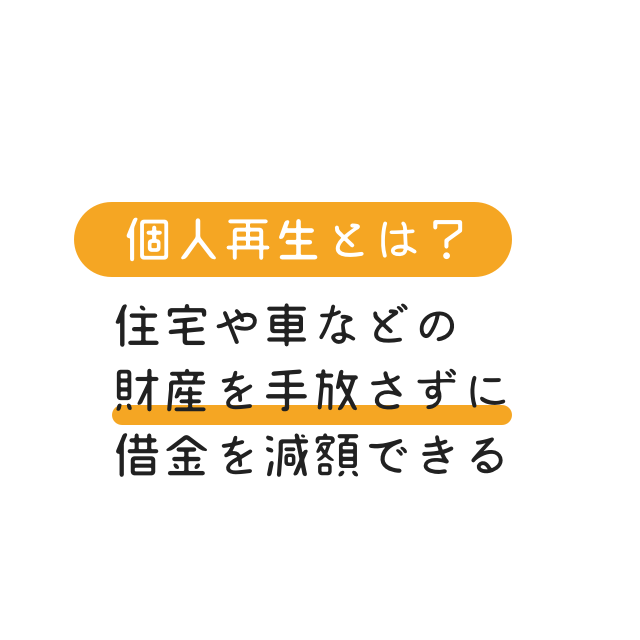 個人再生とは？
住宅や車などの
財産を手放さずに
借金を減額できる